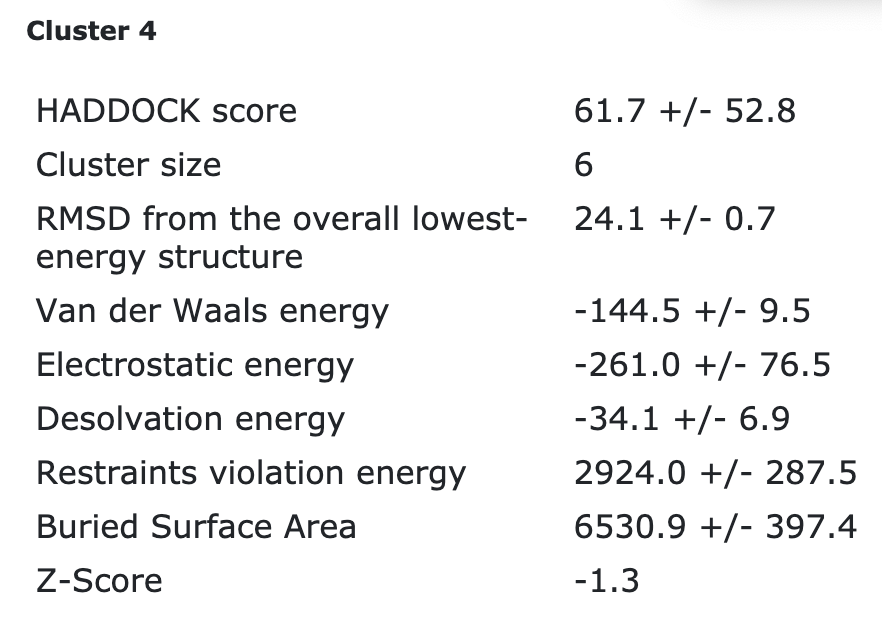 Cluster 4
HADDOCK score 61.7 +/- 52.8
Cluster size 6
RMSD from the overall lowest- 24.1 +/- 0.7
energy structure
Van der Waals energy -144.5 +/- 9.5
Electrostatic energy -261.0 +/- 76.5
Desolvation energy -34.1 +/- 6.9
Restraints violation energy 2924.0 +/- 287.5
Buried Surface Area 6530.9 +/- 397.4
Z-Score -1.3